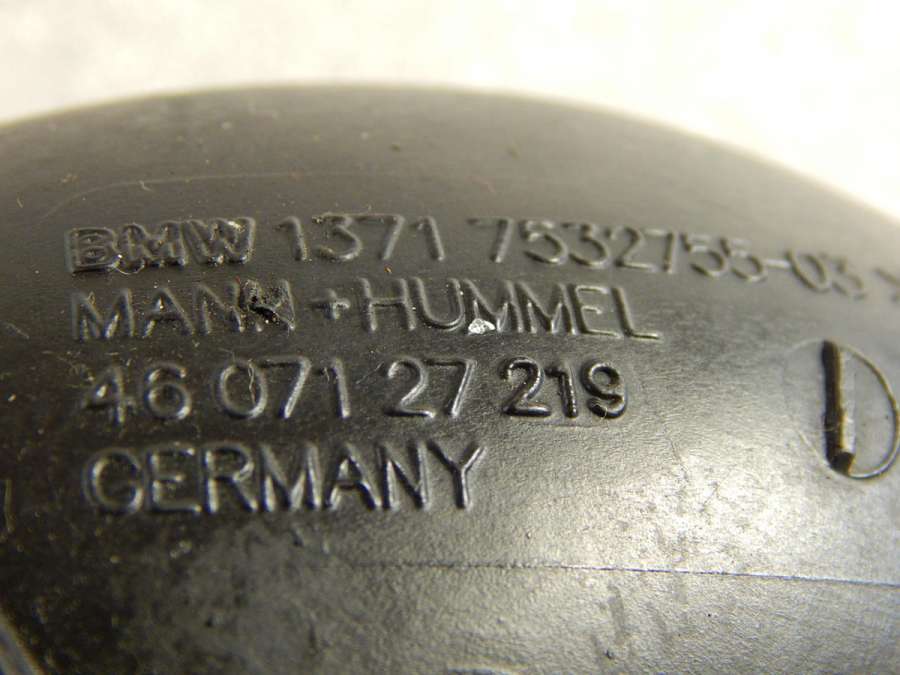 BMW 1371 7532755-03
MANN+HUMMEL
46 071 27 219
GERMANY
D